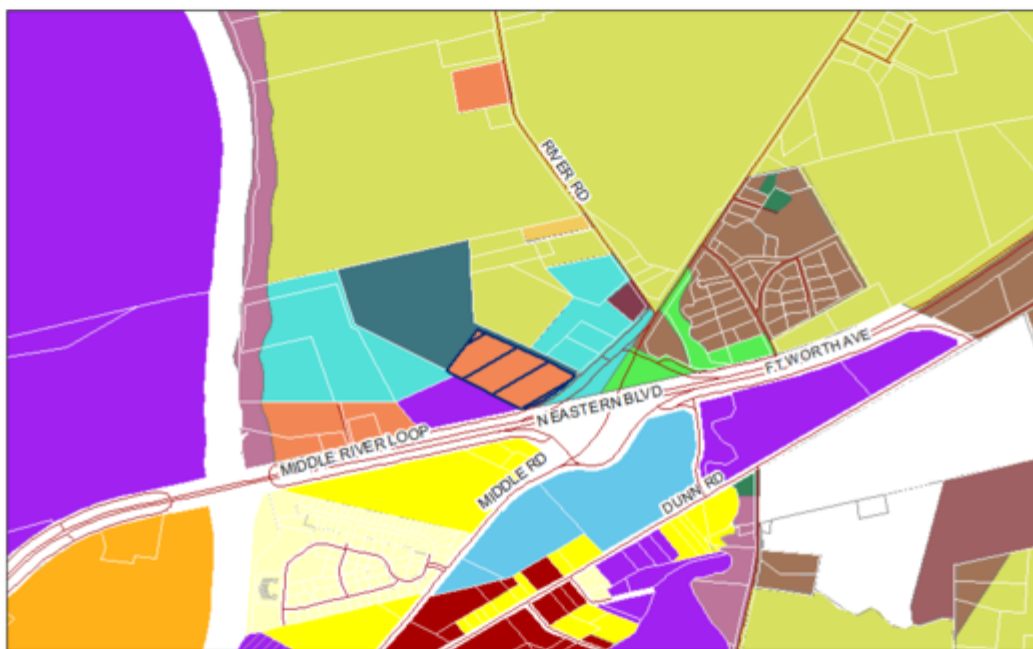 RIVER RD
FT.WORTH AVE
N EASTERN BLVD
MIDDLE RIVER LOOP
MIDDLE RD
DUNN RD